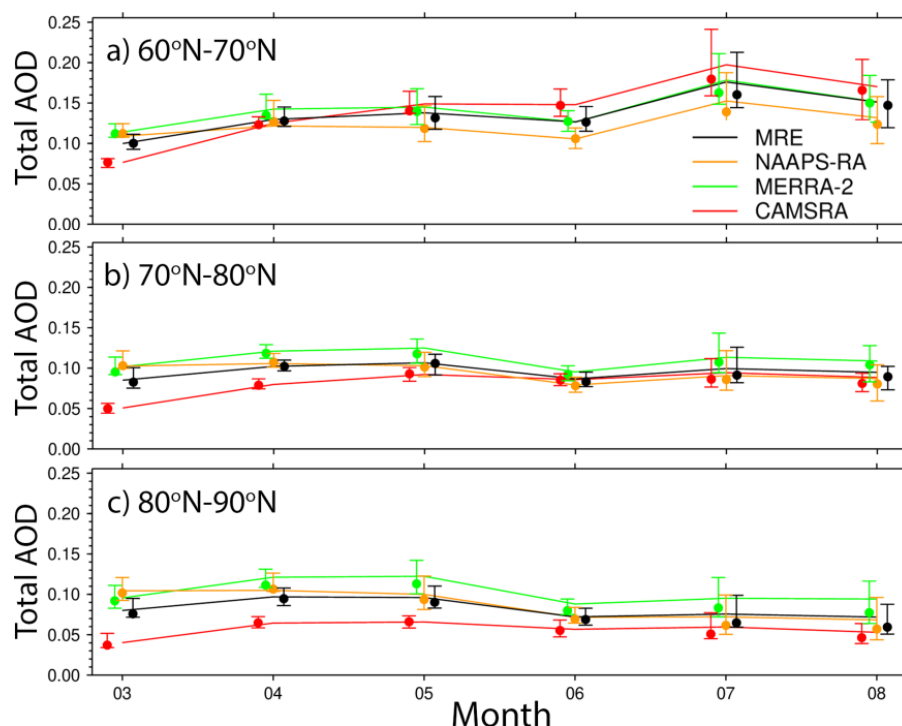 a) 60°N-70°N
Total AOD
0.25
0.20
0.15
0.10
0.05
0.00
MRE
NAAPS-RA
MERRA-2
CAMSRA
b) 70°N-80°N
Total AOD
0.25
0.20
0.15
0.10
0.05
0.00
c) 80°N-90°N
Total AOD
0.25
0.20
0.15
0.10
0.05
0.00
03 04 05 06 07 08
Month